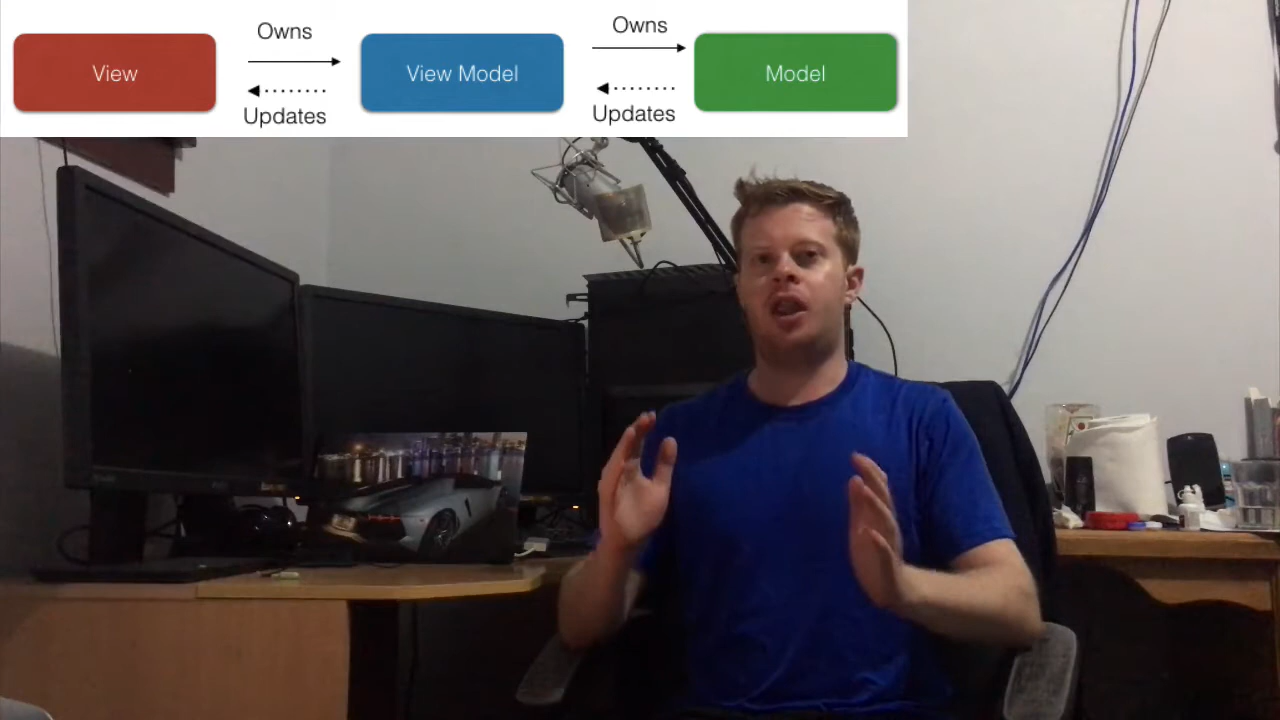 Owns
Owns
View
View Model
Model
Updates
Updates